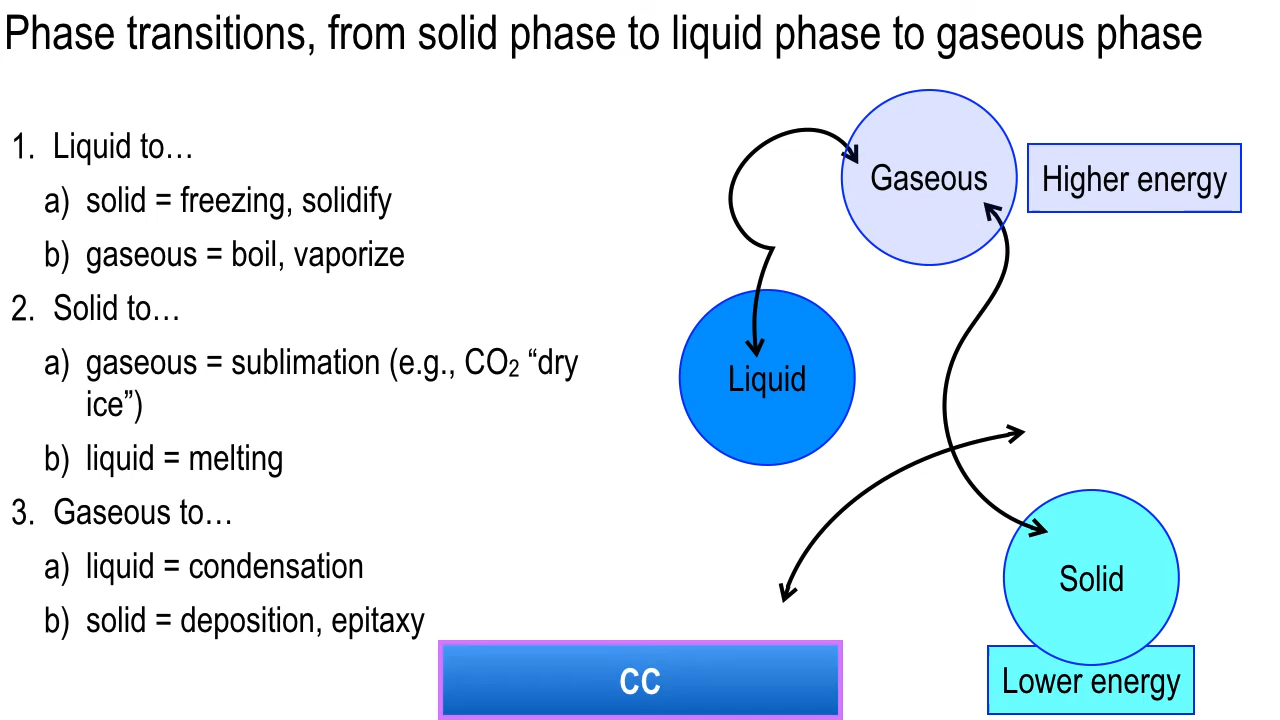 Phase transitions, from solid phase to liquid phase to gaseous phase
1. Liquid to…
a) solid = freezing, solidify
b) gaseous = boil, vaporize
2. Solid to…
a) gaseous = sublimation (e.g., CO₂ “dry
ice”)
b) liquid = melting
3. Gaseous to…
a) liquid = condensation
b) solid = deposition, epitaxy
Gaseous
Higher energy
Liquid
Solid
Lower energy
CC